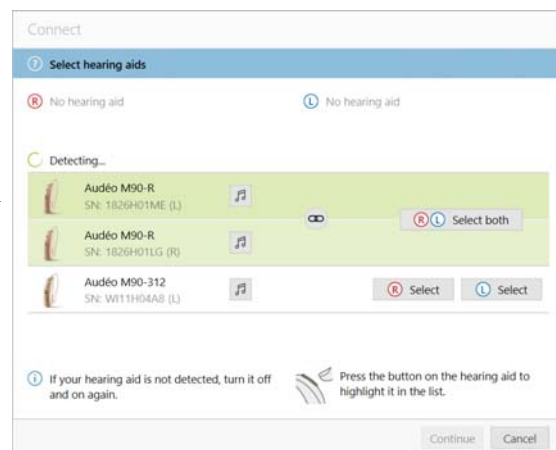 Connect
? Select hearing aids
R No hearing aid
L No hearing aid
Detecting...
Audéo M90-R
SN: 1826H01ME (L)
R L Select both
Audéo M90-R
SN: 1826H01LG (R)
Audéo M90-312
SN: WI11H04A8 (L)
R Select
L Select
i If your hearing aid is not detected, turn it off
and on again.
Press the button on the hearing aid to
highlight it in the list.
Continue
Cancel